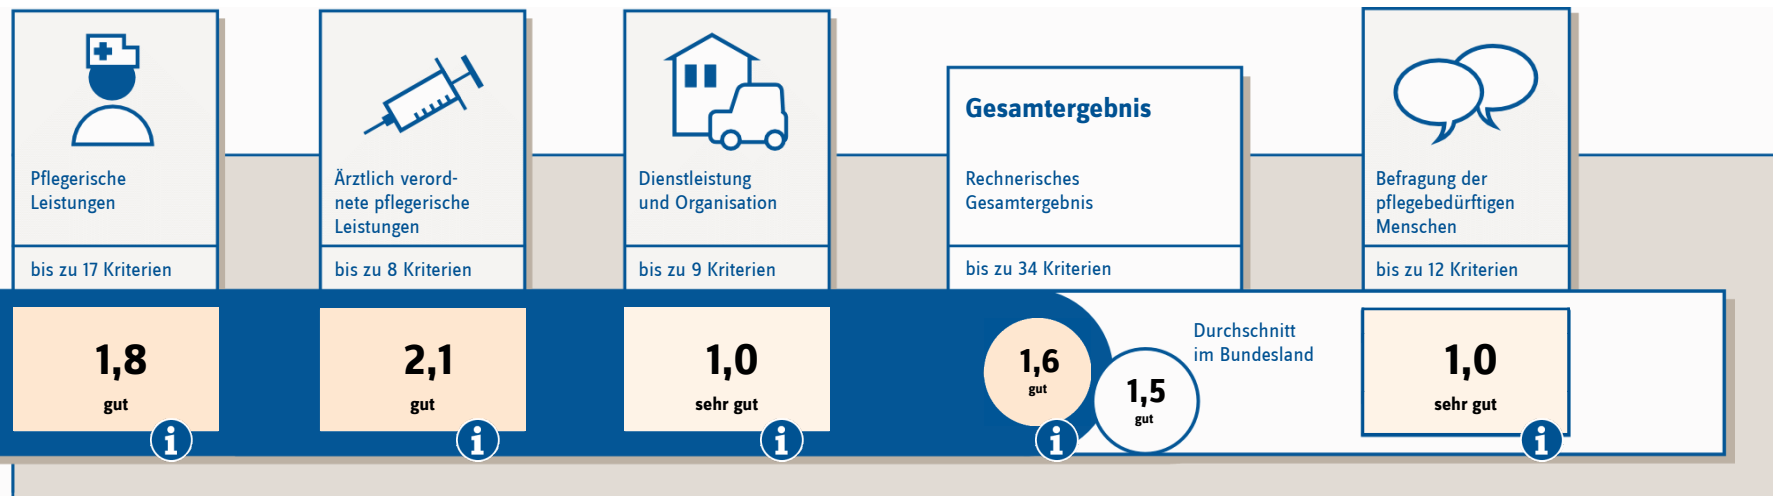 Pflegerische
Leistungen
bis zu 17 Kriterien
1,8
gut
i
Ärztlich verord-
nete pflegerische
Leistungen
bis zu 8 Kriterien
2,1
gut
i
Dienstleistung
und Organisation
bis zu 9 Kriterien
1,0
sehr gut
i
Gesamtergebnis
Rechnerisches
Gesamtergebnis
bis zu 34 Kriterien
1,6
gut
i
1,5
gut
Durchschnitt
im Bundesland
Befragung der
pflegebedürftigen
Menschen
bis zu 12 Kriterien
1,0
sehr gut
i